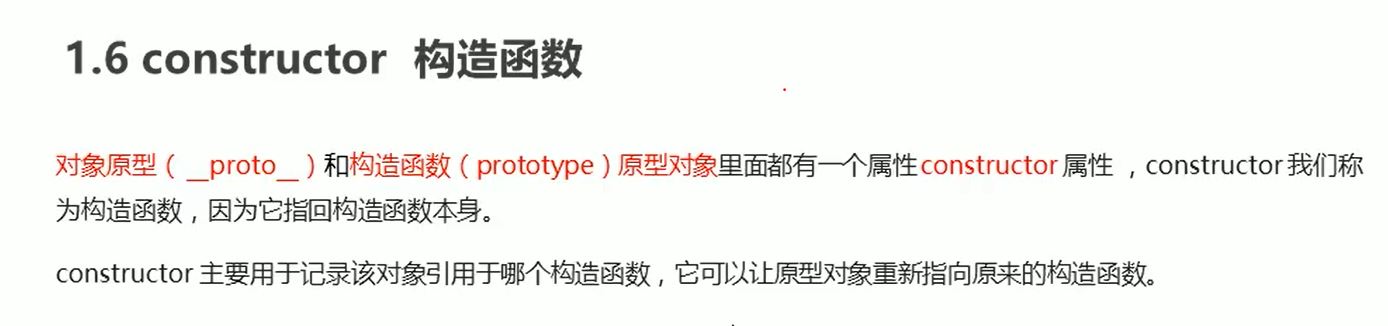 1.6 constructor 构造函数
对象原型（ __proto__ ）和构造函数（prototype）原型对象里面都有一个属性constructor属性 ，constructor我们称
为构造函数，因为它指回构造函数本身。
constructor 主要用于记录该对象引用于哪个构造函数，它可以让原型对象重新指向原来的构造函数。